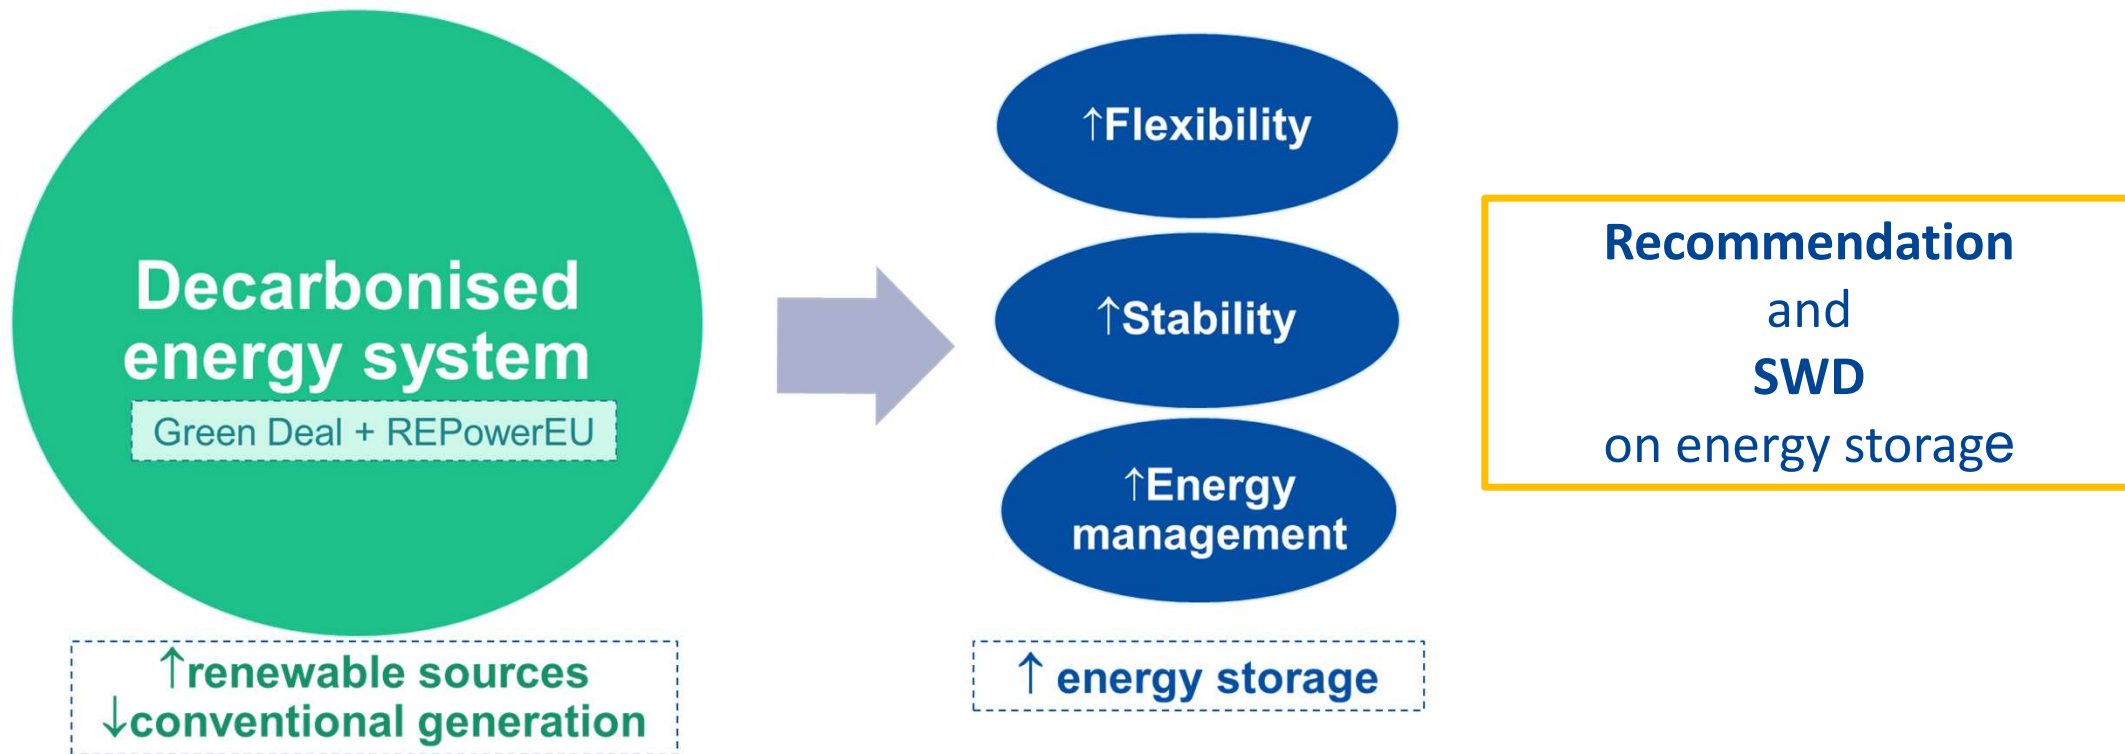 Decarbonised
energy system
Green Deal + REPowerEU
↑renewable sources
↓conventional generation
↑Flexibility
↑Stability
↑Energy
management
↑ energy storage
Recommendation
and
SWD
on energy storage